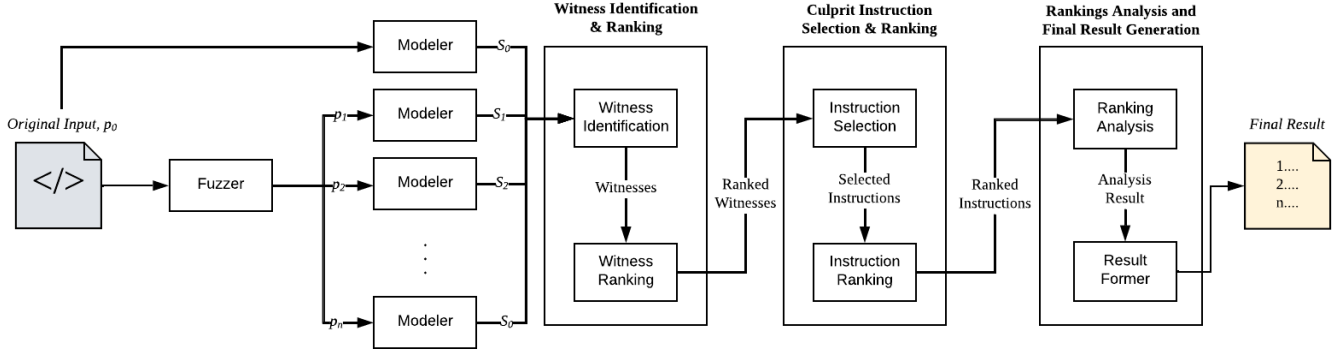 Witness Identification
& Ranking
Culprit Instruction
Selection & Ranking
Rankings Analysis and
Final Result Generation
Original Input, p₀
</>
Fuzzer
p₁
p₂
pₙ
Modeler
S₀
Modeler
S₁
Modeler
S₂
.
.
.
Modeler
S₀
Witness
Identification
Witnesses
Witness
Ranking
Ranked
Witnesses
Instruction
Selection
Selected
Instructions
Instruction
Ranking
Ranked
Instructions
Ranking
Analysis
Analysis
Result
Result
Former
Final Result
1....
2....
n....